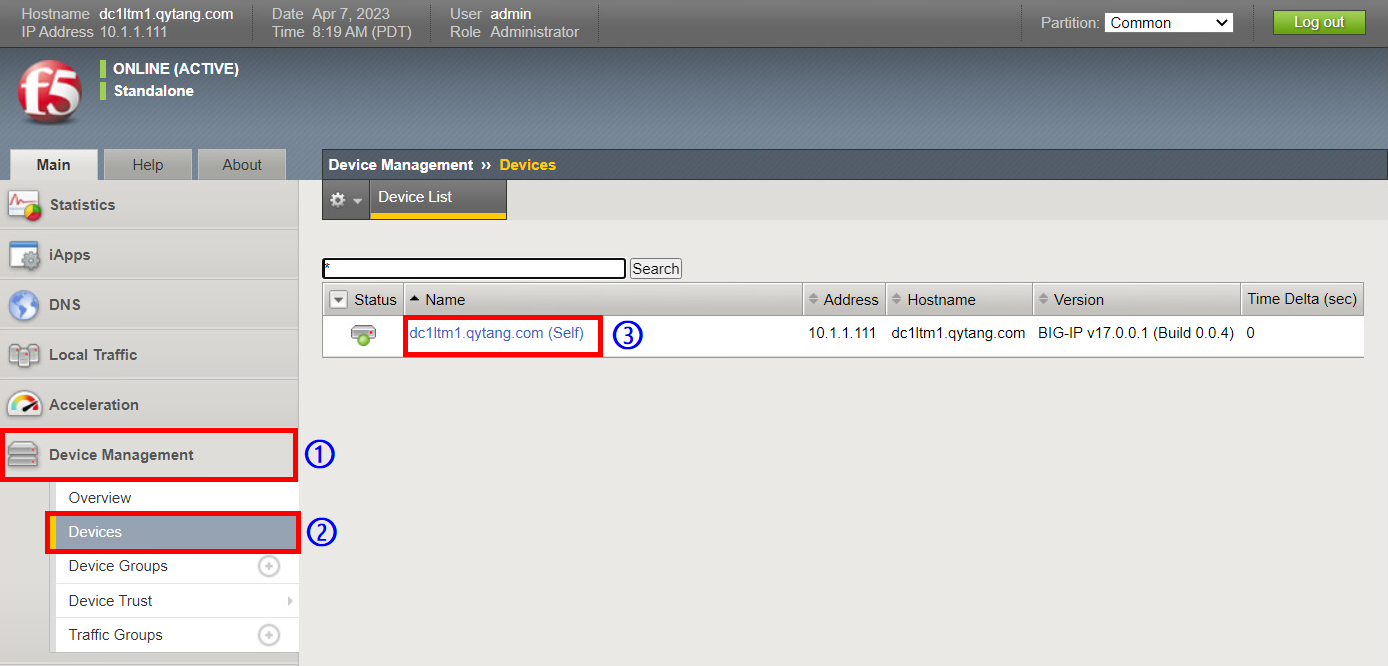 Hostname dc1ltm1.qytang.com
IP Address 10.1.1.111
Date Apr 7, 2023
Time 8:19 AM (PDT)
User admin
Role Administrator
Partition: Common
Log out
f5
ONLINE (ACTIVE)
Standalone
Main
Help
About
Device Management ›› Devices
Device List
Statistics
iApps
DNS
Local Traffic
Acceleration
Device Management
①
Overview
Devices
②
Device Groups
Device Trust
Traffic Groups
*
Search
Status Name Address Hostname Version Time Delta (sec)
dc1ltm1.qytang.com (Self) ③ 10.1.1.111 dc1ltm1.qytang.com BIG-IP v17.0.0.1 (Build 0.0.4) 0